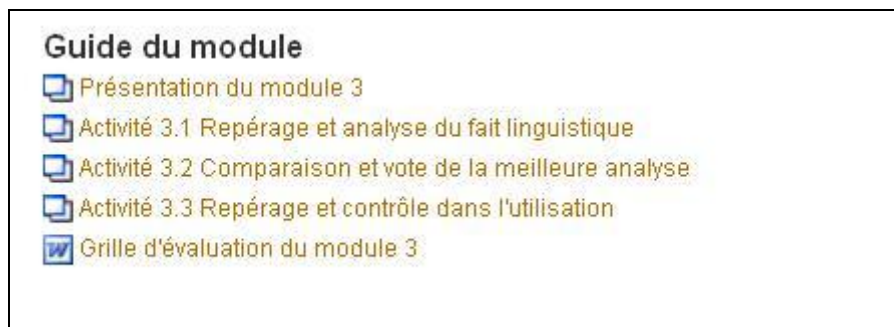 Guide du module
Présentation du module 3
Activité 3.1 Repérage et analyse du fait linguistique
Activité 3.2 Comparaison et vote de la meilleure analyse
Activité 3.3 Repérage et contrôle dans l'utilisation
Grille d'évaluation du module 3